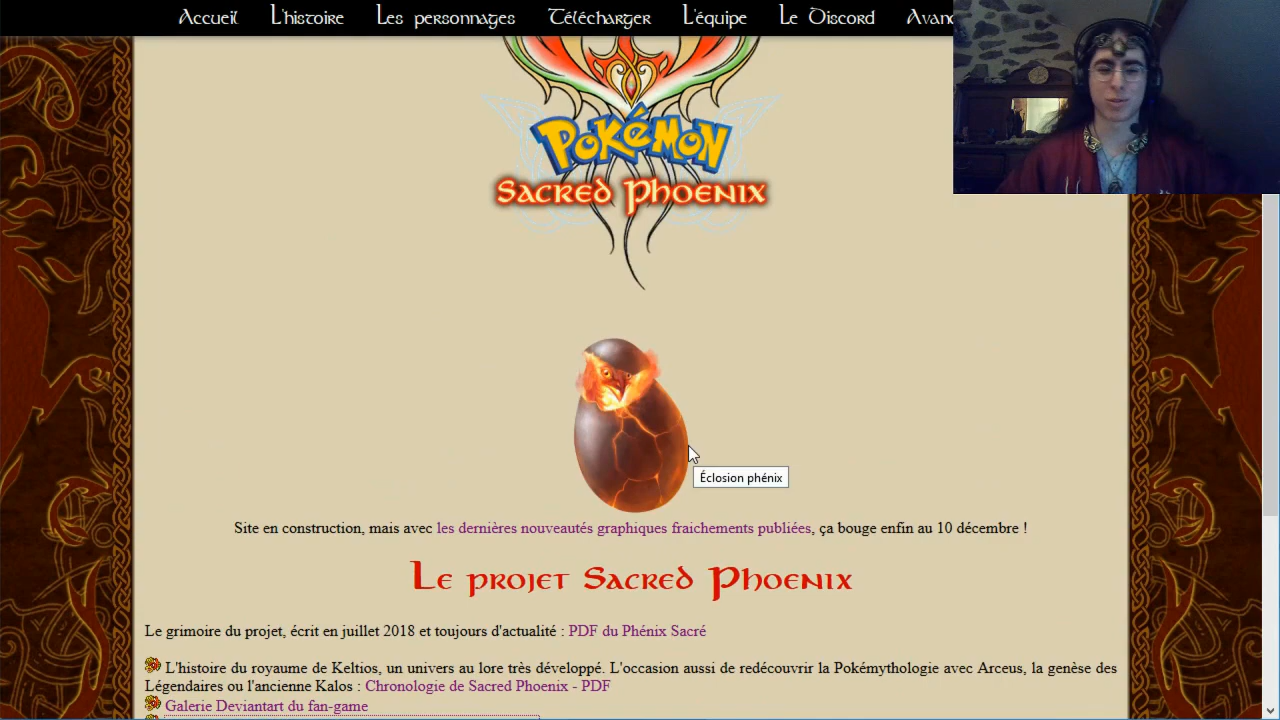 Accueil L'histoire Les personnages Télécharger L'équipe Le Discord
POKÉMON
SACRED PHOENIX
Éclosion phénix
Site en construction, mais avec les dernières nouveautés graphiques fraichements publiées, ça bouge enfin au 10 décembre !
Le projet Sacred Phoenix
Le grimoire du projet, écrit en juillet 2018 et toujours d'actualité : PDF du Phénix Sacré
L'histoire du royaume de Keltios, un univers au lore très développé. L'occasion aussi de redécouvrir la Pokémythologie avec Arceus, la genèse des
Légendaires ou l'ancienne Kalos : Chronologie de Sacred Phoenix - PDF
Galerie Deviantart du fan-game